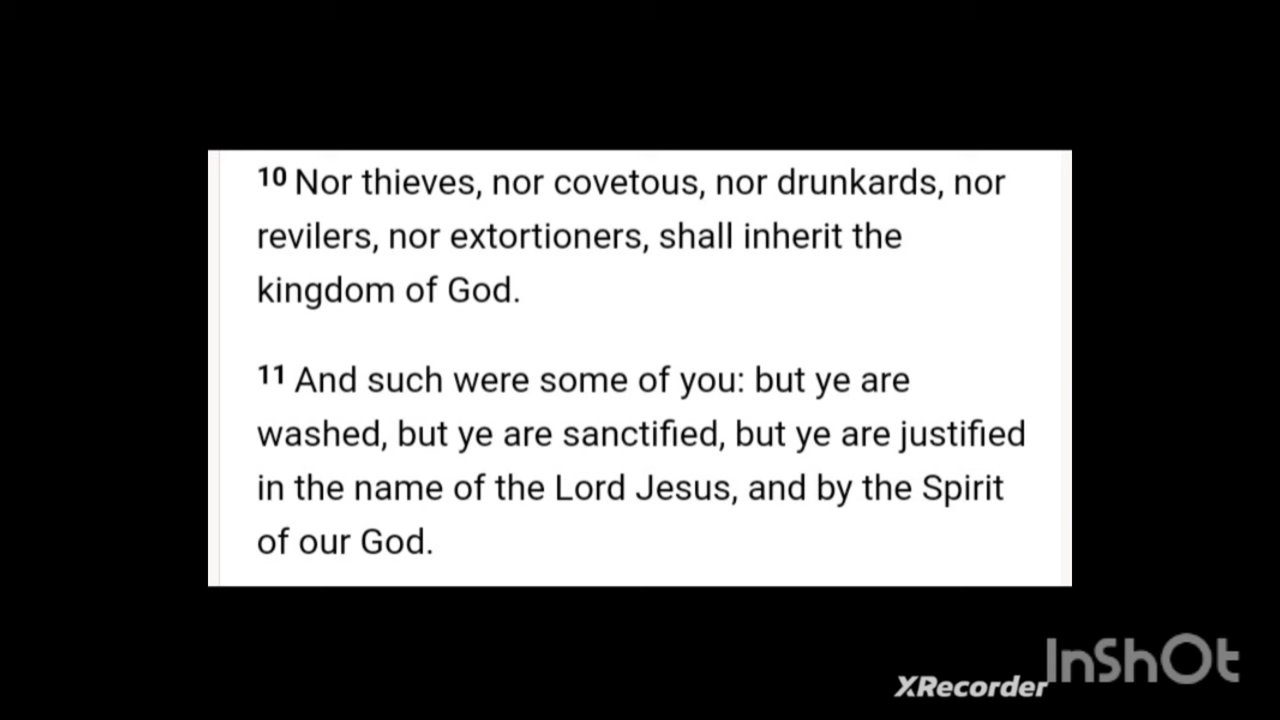 10 Nor thieves, nor covetous, nor drunkards, nor
revilers, nor extortioners, shall inherit the
kingdom of God.
11 And such were some of you: but ye are
washed, but ye are sanctified, but ye are justified
in the name of the Lord Jesus, and by the Spirit
of our God.
XRecorder
InShOt